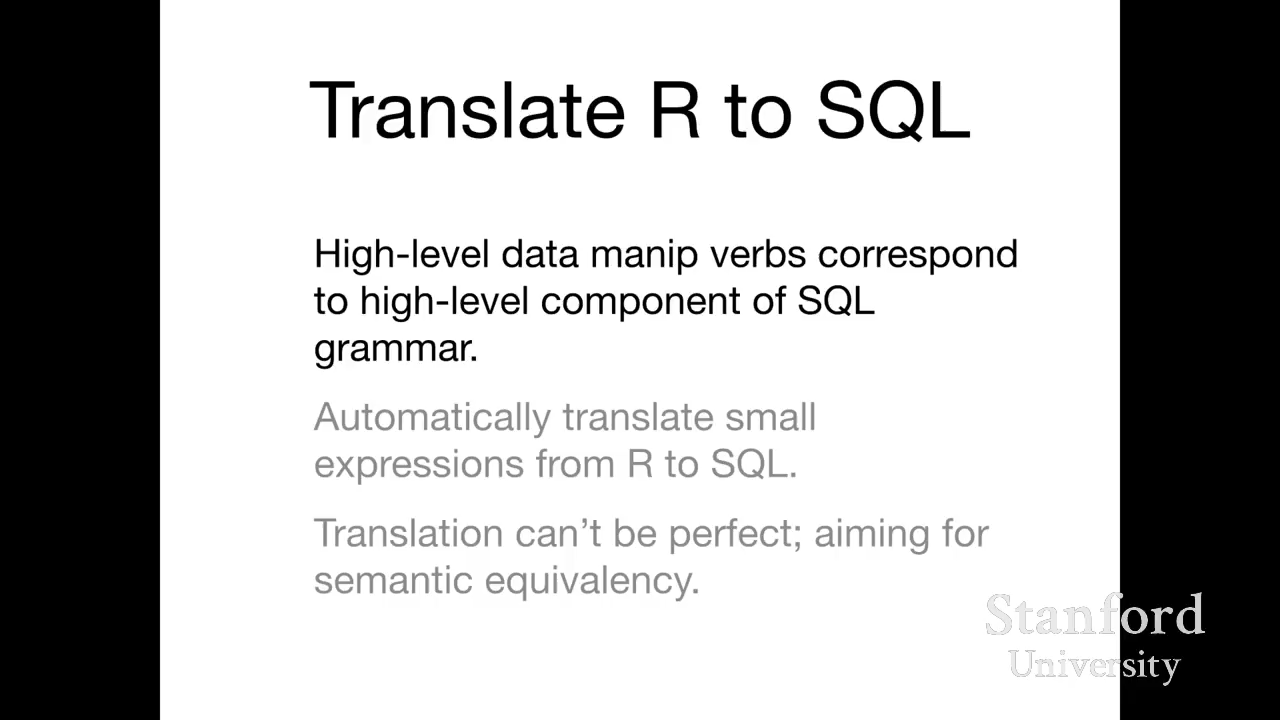 Translate R to SQL
High-level data manip verbs correspond
to high-level component of SQL
grammar.
Automatically translate small
expressions from R to SQL.
Translation can’t be perfect; aiming for
semantic equivalency.
Stanford
University